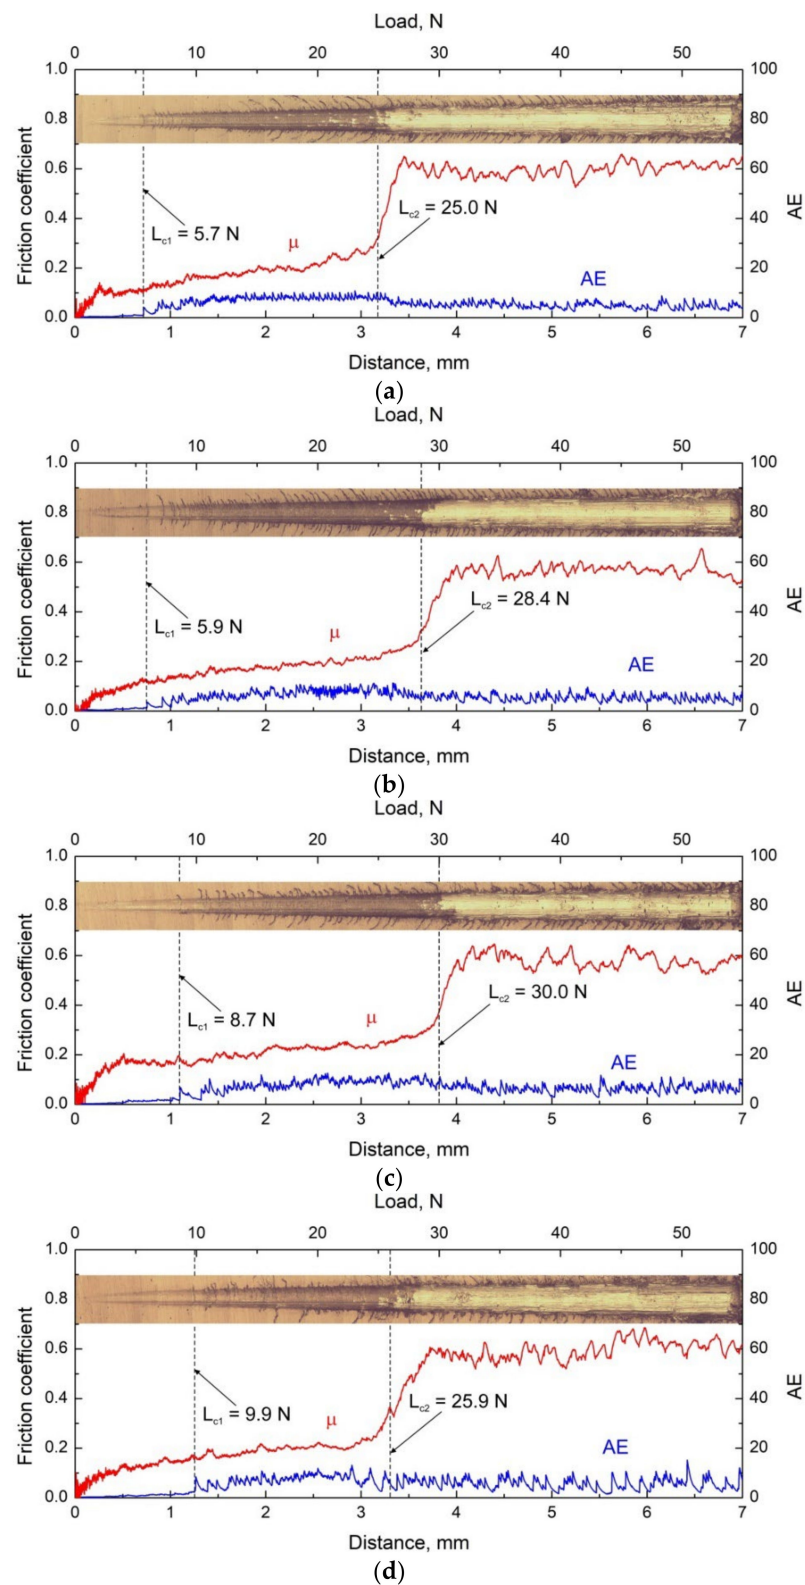 Load, N
0 10 20 30 40 50
1.0 100
0.8 80
0.6 60
0.4 40
0.2 20
0.0 0
Friction coefficient
AE
Lc1 = 5.7 N
Lc2 = 25.0 N
μ
AE
0 1 2 3 4 5 6 7
Distance, mm
(a)
Load, N
0 10 20 30 40 50
1.0 100
0.8 80
0.6 60
0.4 40
0.2 20
0.0 0
Friction coefficient
AE
Lc1 = 5.9 N
Lc2 = 28.4 N
μ
AE
0 1 2 3 4 5 6 7
Distance, mm
(b)
Load, N
0 10 20 30 40 50
1.0 100
0.8 80
0.6 60
0.4 40
0.2 20
0.0 0
Friction coefficient
AE
Lc1 = 8.7 N
Lc2 = 30.0 N
μ
AE
0 1 2 3 4 5 6 7
Distance, mm
(c)
Load, N
0 10 20 30 40 50
1.0 100
0.8 80
0.6 60
0.4 40
0.2 20
0.0 0
Friction coefficient
AE
Lc1 = 9.9 N
Lc2 = 25.9 N
μ
AE
0 1 2 3 4 5 6 7
Distance, mm
(d)